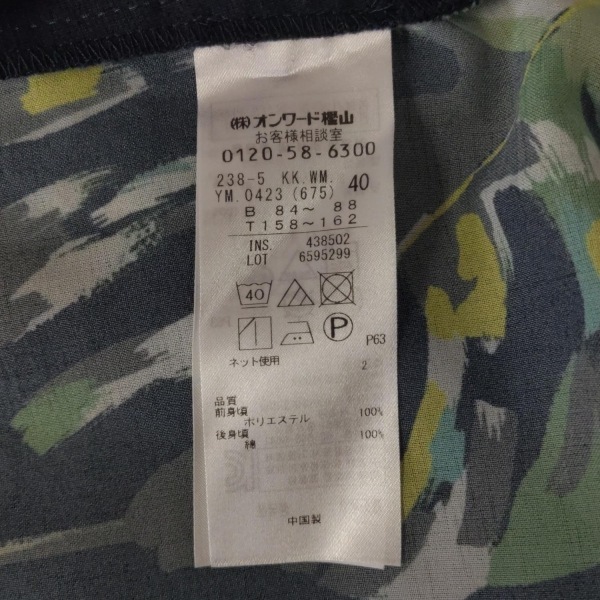 (株)オンワード樫山
お客様相談室
0120-58-6300
238-5 KK.WM. 40
YM.0423 (675)
B 84~ 88
T 158~162
INS. 438502
LOT 6595299
40
P
P63
ネット使用
2
品質
前身頃
ポリエステル 100%
後身頃
綿 100%
中国製